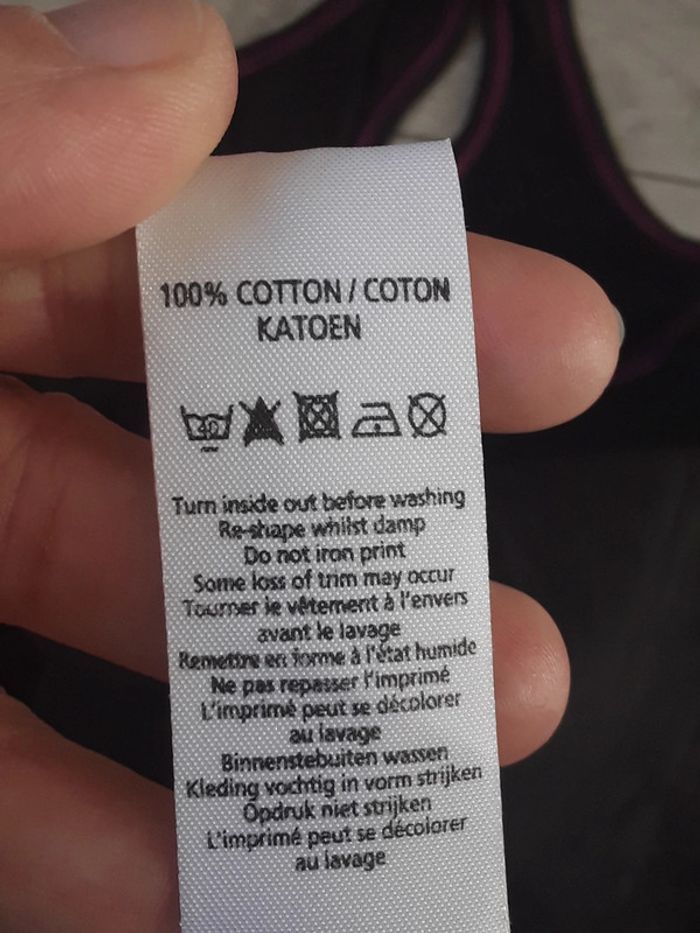 100% COTTON / COTON
KATOEN
40
Turn inside out before washing
Re-shape whilst damp
Do not iron print
Some loss of trim may occur
Tourner le vêtement à l'envers
avant le lavage
Remettre en forme à l'état humide
Ne pas repasser l'imprimé
L'imprimé peut se décolorer
au lavage
Binnenstebuiten wassen
Kleding vochtig in vorm strijken
Opdruk niet strijken
L'imprimé peut se décolorer
au lavage